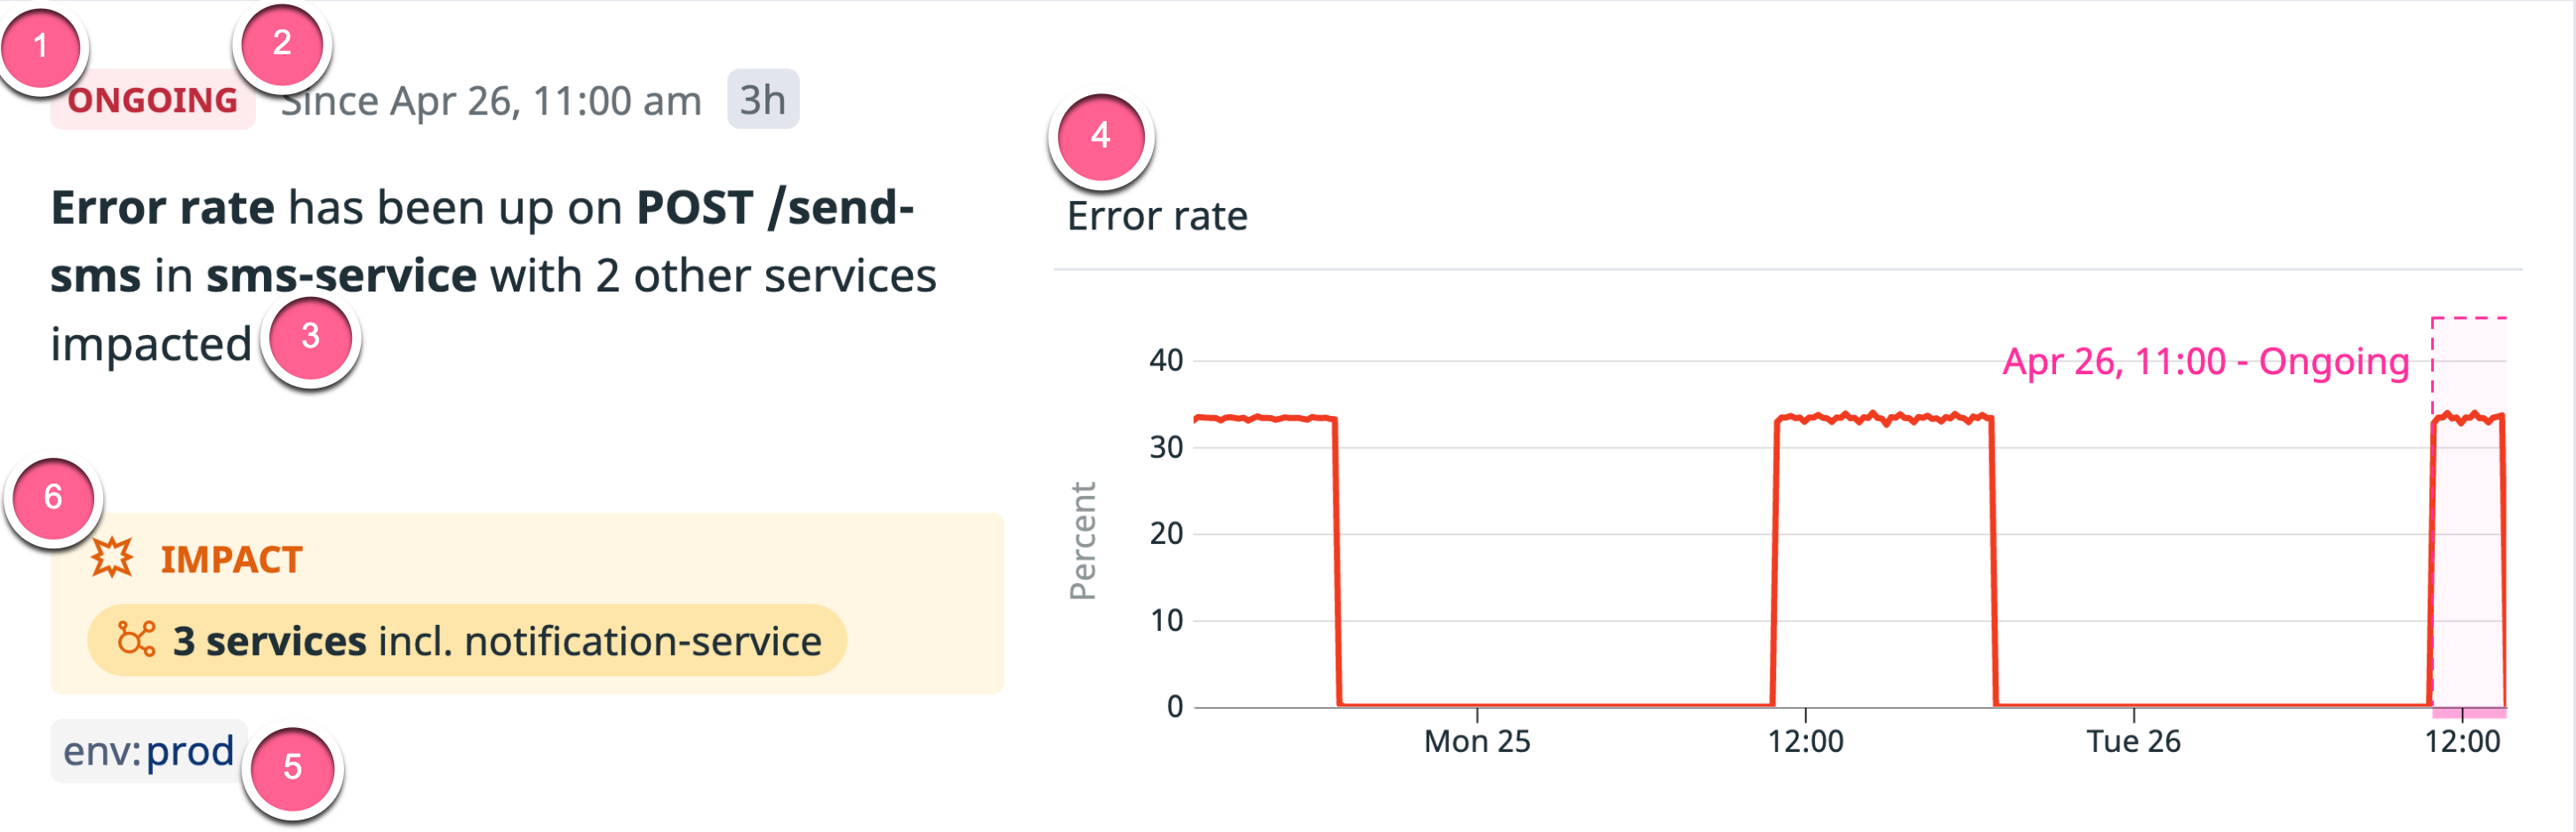 1
2
ONGOING Since Apr 26, 11:00 am 3h
Error rate has been up on POST /send-
sms in sms-service with 2 other services
impacted
3
6
IMPACT
3 services incl. notification-service
env:prod
5
4
Error rate
Apr 26, 11:00 - Ongoing
Percent
40
30
20
10
0
Mon 25
12:00
Tue 26
12:00